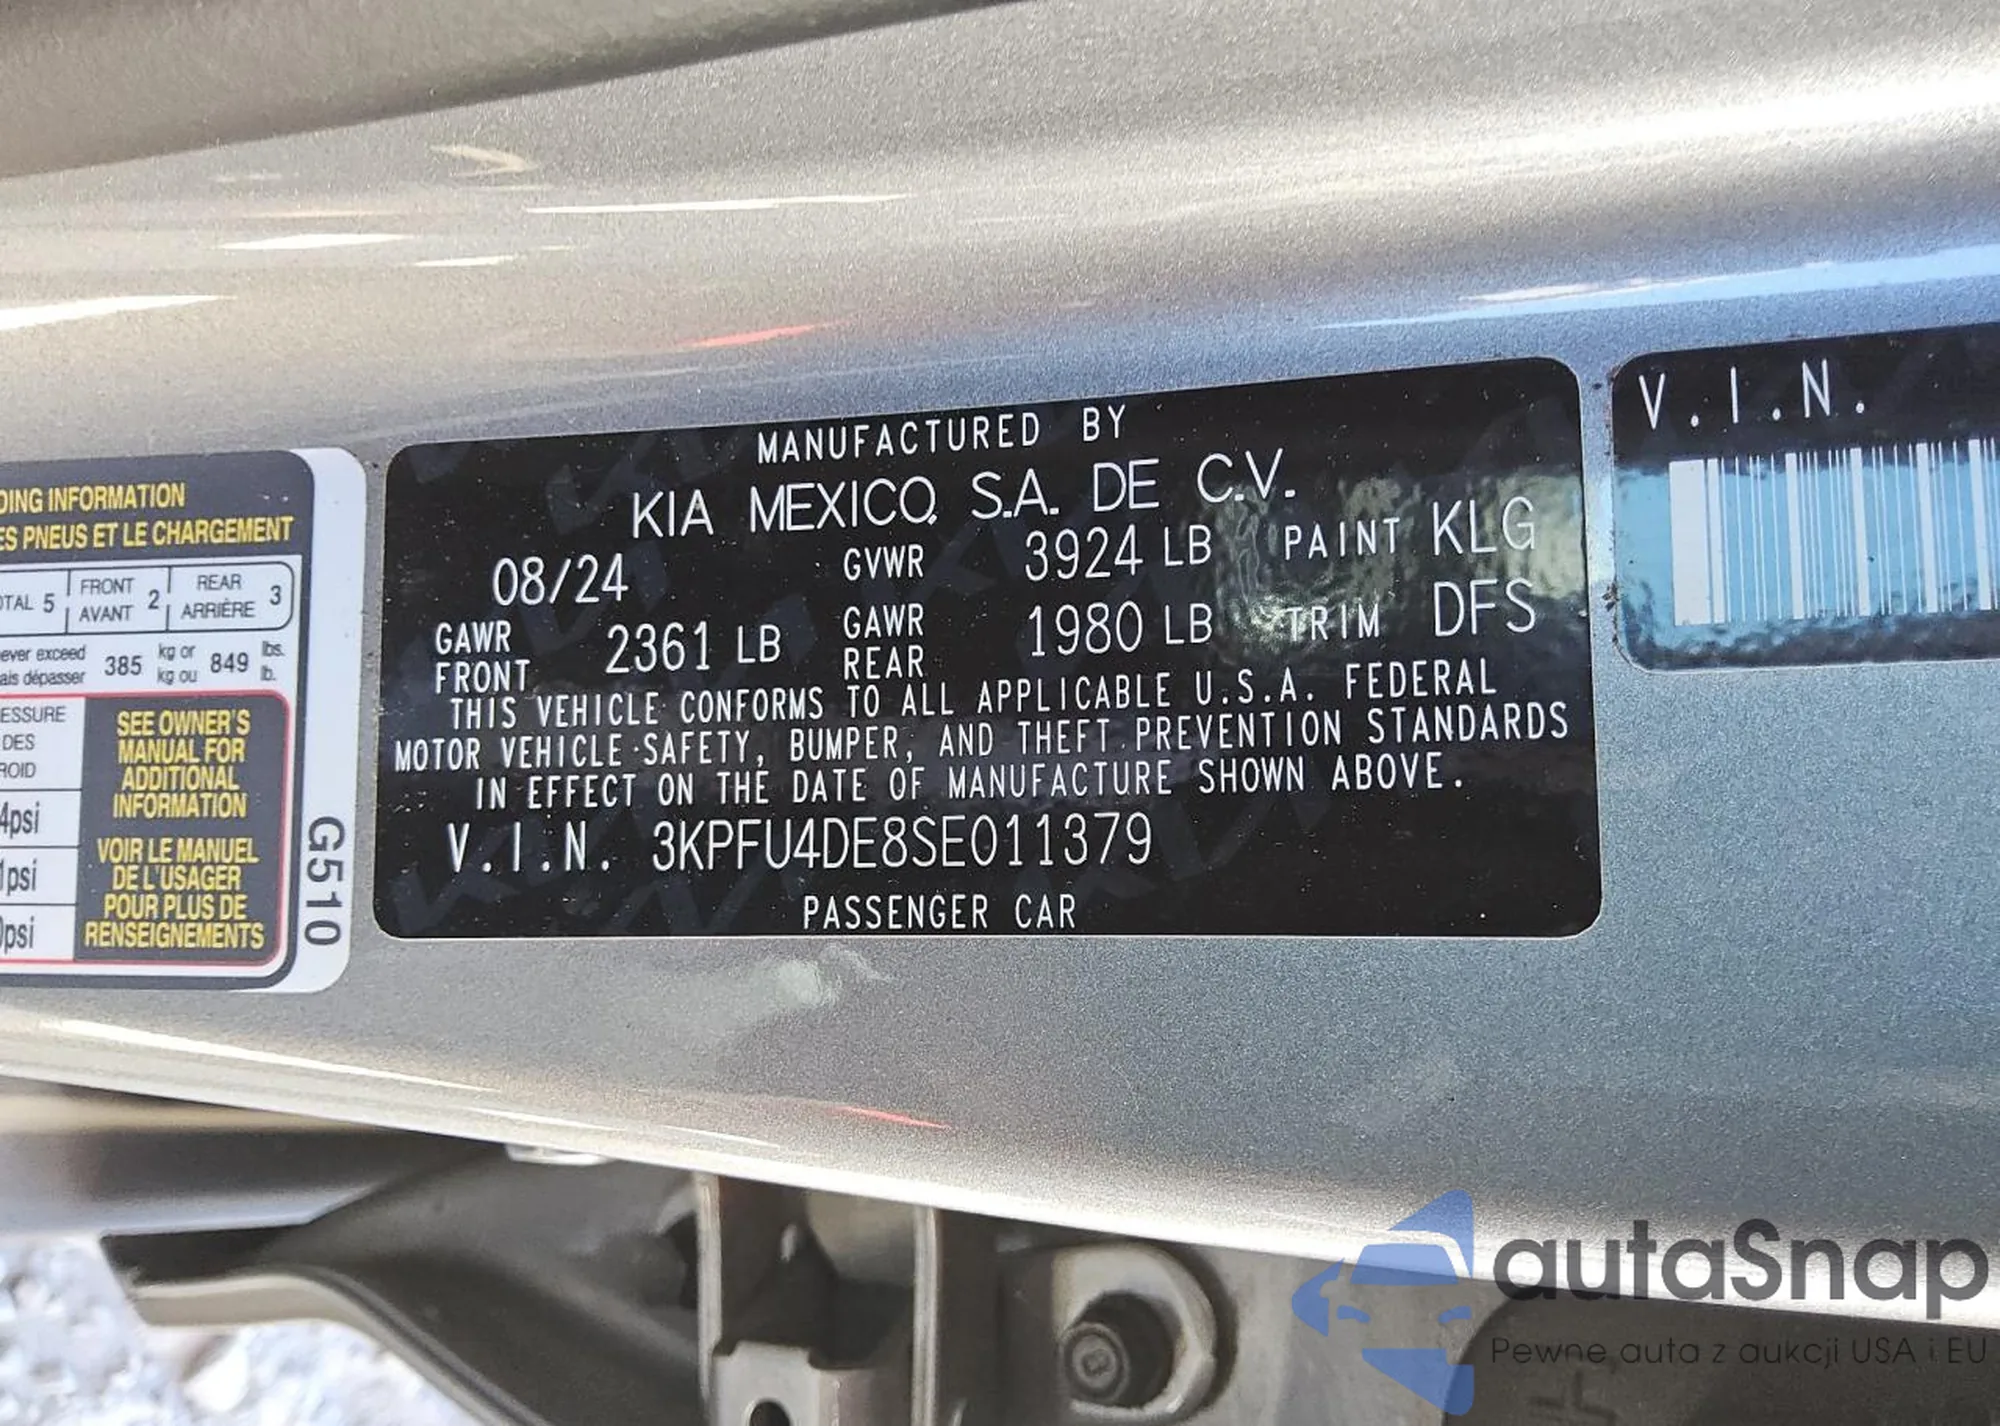 DING INFORMATION
ES PNEUS ET LE CHARGEMENT
TOTAL 5 FRONT AVANT 2 REAR ARRIÈRE 3
never exceed 385 kg or 849 lbs.
ais dépasser kg ou lb.
ESSURE
DES
ROID
4psi
1psi
0psi
SEE OWNER'S
MANUAL FOR
ADDITIONAL
INFORMATION
VOIR LE MANUEL
DE L'USAGER
POUR PLUS DE
RENSEIGNEMENTS
G510
MANUFACTURED BY
KIA MEXICO, S.A. DE C.V.
08/24 GVWR 3924 LB PAINT KLG
GAWR FRONT 2361 LB GAWR REAR 1980 LB TRIM DFS
THIS VEHICLE CONFORMS TO ALL APPLICABLE U.S.A. FEDERAL
MOTOR VEHICLE SAFETY, BUMPER, AND THEFT PREVENTION STANDARDS
IN EFFECT ON THE DATE OF MANUFACTURE SHOWN ABOVE.
V.I.N. 3KPFU4DE8SE011379
PASSENGER CAR
V.I.N.
autaSnap
Pewne auta z aukcji USA i EU